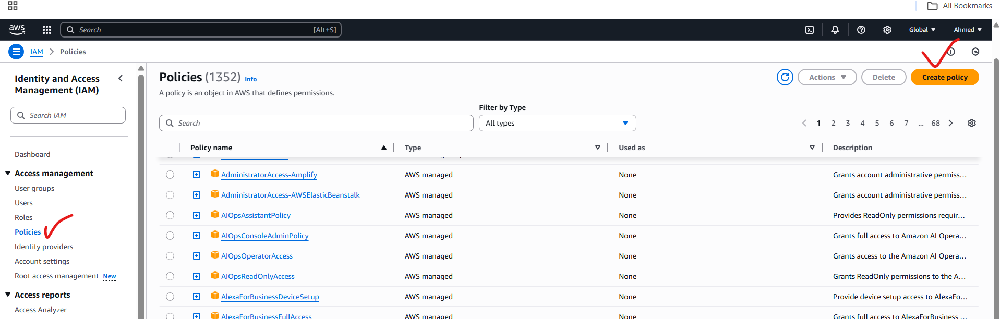 All Bookmarks
aws
Search
[Alt+S]
Global
Ahmed
IAM
Policies
Identity and Access
Management (IAM)
Search IAM
Dashboard
Access management
User groups
Users
Roles
Policies
Identity providers
Account settings
Root access management New
Access reports
Access Analyzer
Policies (1352) Info
A policy is an object in AWS that defines permissions.
Actions
Delete
Create policy
Filter by Type
Search
All types
1 2 3 4 5 6 7 ... 68
Policy name Type Used as Description
AdministratorAccess-Amplify AWS managed None Grants account administrative permiss...
AdministratorAccess-AWSElasticBeanstalk AWS managed None Grants account administrative permiss...
AIOpsAssistantPolicy AWS managed None Provides ReadOnly permissions requir...
AIOpsConsoleAdminPolicy AWS managed None Grants full access to Amazon AI Opera...
AIOpsOperatorAccess AWS managed None Grants access to the Amazon AI Opera...
AIOpsReadOnlyAccess AWS managed None Grants ReadOnly permissions to the A...
AlexaForBusinessDeviceSetup AWS managed None Provide device setup access to AlexaFo...
AlexaForBusinessFullAccess AWS managed None Grants full access to AlexaForBusiness ...